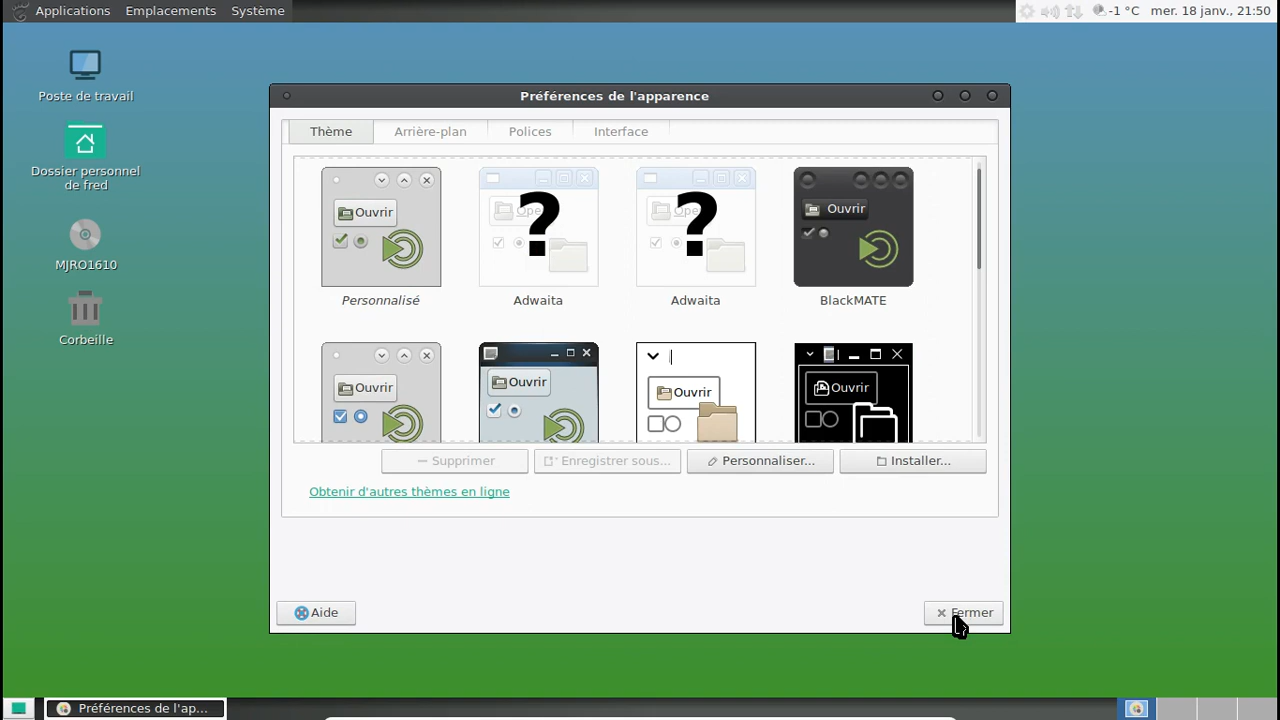 Applications Emplacements Système
-1 °C mer. 18 janv., 21:50
Poste de travail
Dossier personnel
de fred
MJRO1610
Corbeille
Préférences de l'apparence
Thème Arrière-plan Polices Interface
Ouvrir Ope Ope Ouvrir
? ?
Personnalisé Adwaita Adwaita BlackMATE
Ouvrir Ouvrir Ouvrir Ouvrir
Supprimer Enregistrer sous... Personnaliser... Installer...
Obtenir d'autres thèmes en ligne
Aide Fermer
Préférences de l'ap...